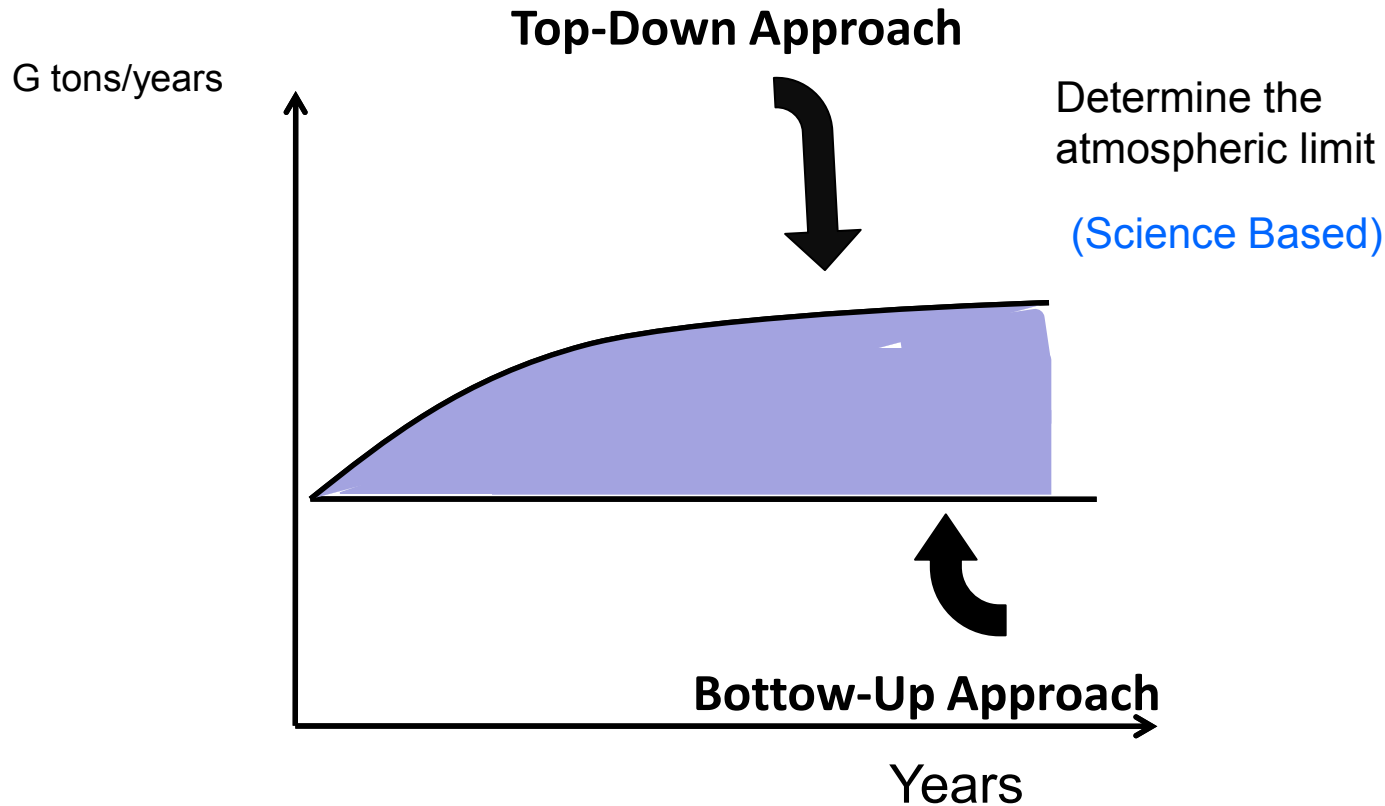 Top-Down Approach
G tons/years
Determine the
atmospheric limit
(Science Based)
Bottow-Up Approach
Years